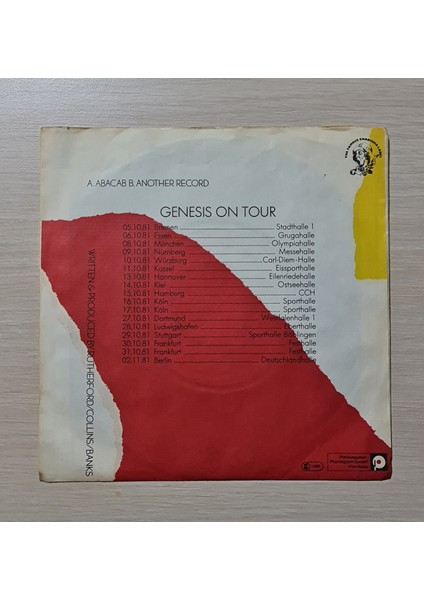 A. ABACAB B. ANOTHER RECORD
THE FAMOUS CHARISMA LABEL
GENESIS ON TOUR
05.10.81 Bremen Stadthalle 1
06.10.81 Essen Grugahalle
08.10.81 München Olympiahalle
09.10.81 Nürnberg Messehalle
10.10.81 Würzburg Carl-Diem-Halle
11.10.81 Kassel Eissporthalle
13.10.81 Hannover Eilenriedehalle
14.10.81 Kiel Ostseehalle
15.10.81 Hamburg CCH
16.10.81 Köln Sporthalle
17.10.81 Köln Sporthalle
27.10.81 Dortmund Westfalenhalle 1
28.10.81 Ludwigshafen Eberthalle
29.10.81 Stuttgart Sporthalle Böblingen
30.10.81 Frankfurt Festhalle
31.10.81 Frankfurt Festhalle
02.11.81 Berlin Deutschlandhalle
WRITTEN & PRODUCED BY RUTHERFORD/COLLINS/BANKS